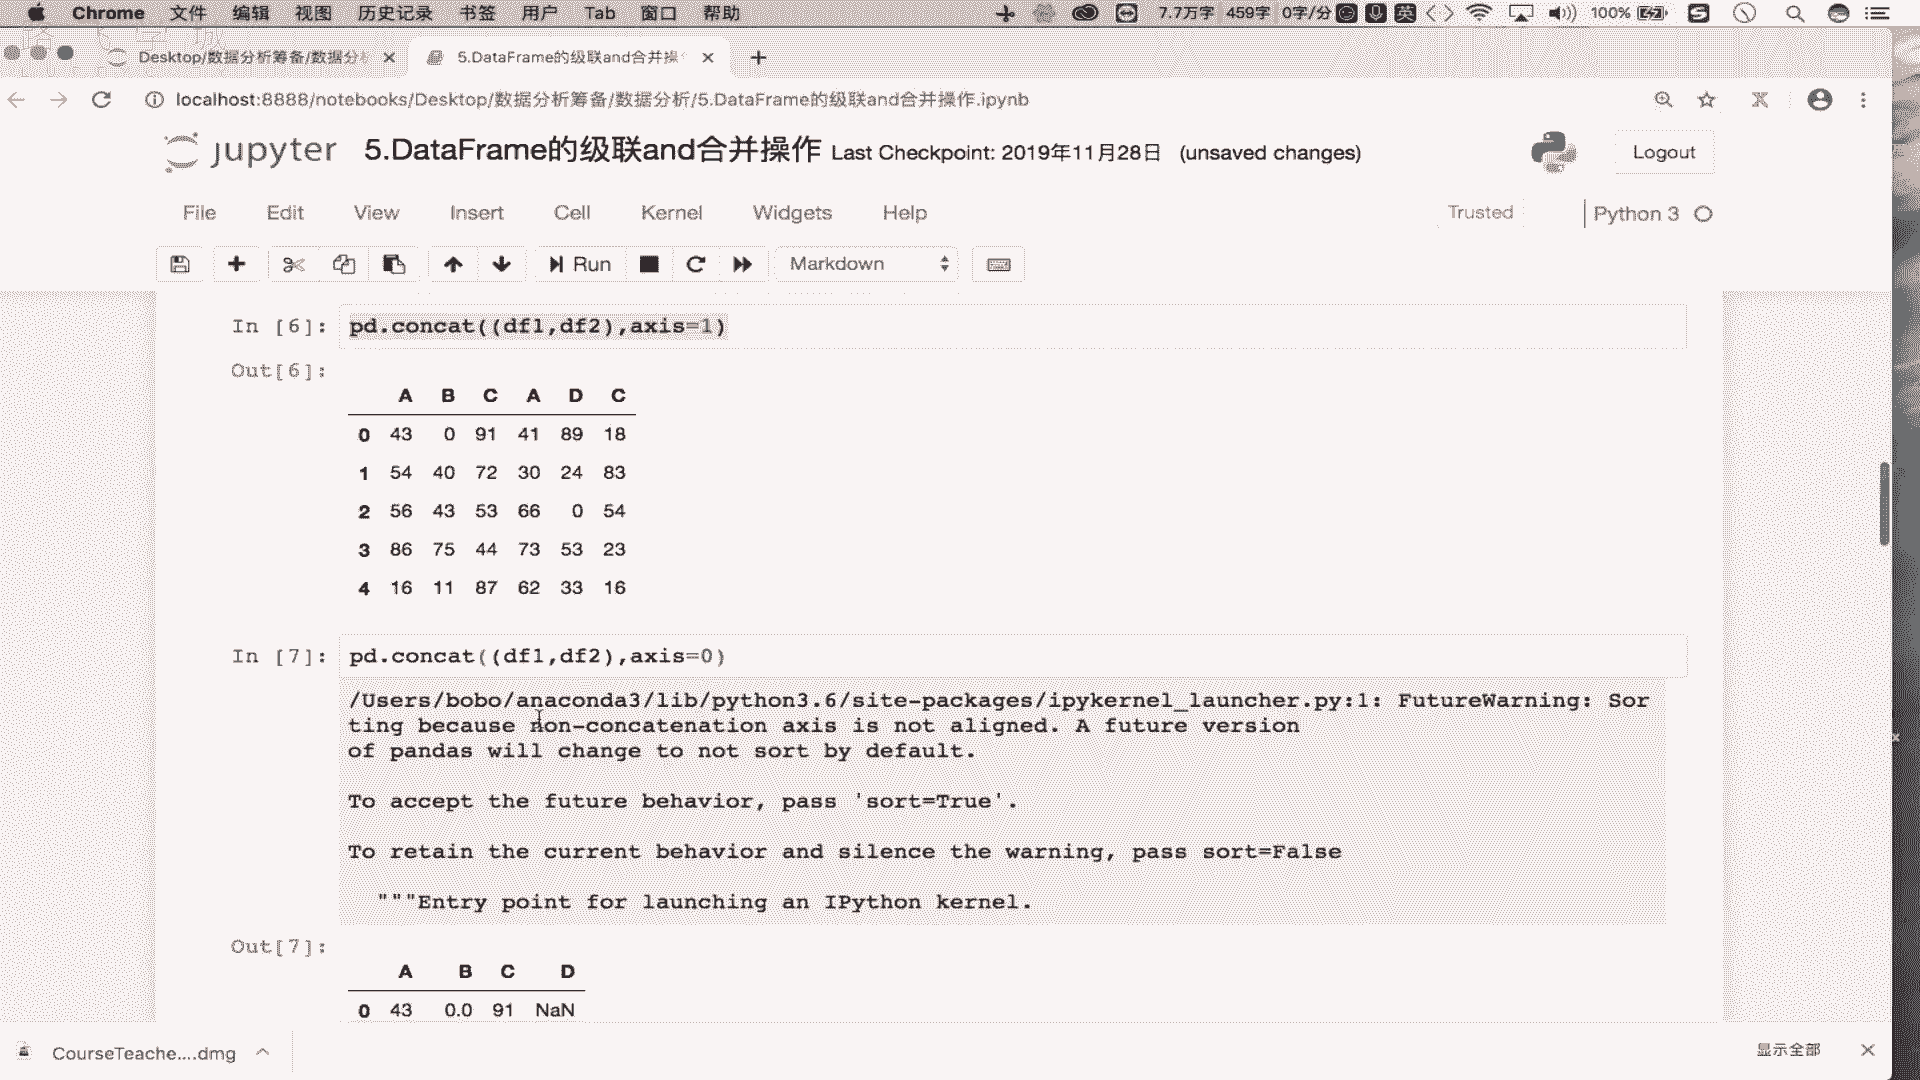 Chrome 文件 编辑 视图 历史记录 书签 用户 Tab 窗口 帮助 7.7万字 459字 0字/分 英 100%
Desktop/数据分析筹备/数据分 5.DataFrame的级联and合并操
localhost:8888/notebooks/Desktop/数据分析筹备/数据分析/5.DataFrame的级联and合并操作.ipynb
jupyter 5.DataFrame的级联and合并操作 Last Checkpoint: 2019年11月28日 (unsaved changes) Logout
File Edit View Insert Cell Kernel Widgets Help Trusted Python 3
Run Markdown
In [6]: pd.concat((df1,df2),axis=1)
Out[6]:
A B C A D C
0 43 0 91 41 89 18
1 54 40 72 30 24 83
2 56 43 53 66 0 54
3 86 75 44 73 53 23
4 16 11 87 62 33 16
In [7]: pd.concat((df1,df2),axis=0)
/Users/bobo/anaconda3/lib/python3.6/site-packages/ipykernel_launcher.py:1: FutureWarning: Sor
ting because non-concatenation axis is not aligned. A future version
of pandas will change to not sort by default.
To accept the future behavior, pass 'sort=True'.
To retain the current behavior and silence the warning, pass sort=False
"""Entry point for launching an IPython kernel.
Out[7]:
A B C D
0 43 0.0 91 NaN
CourseTeache....dmg 显示全部